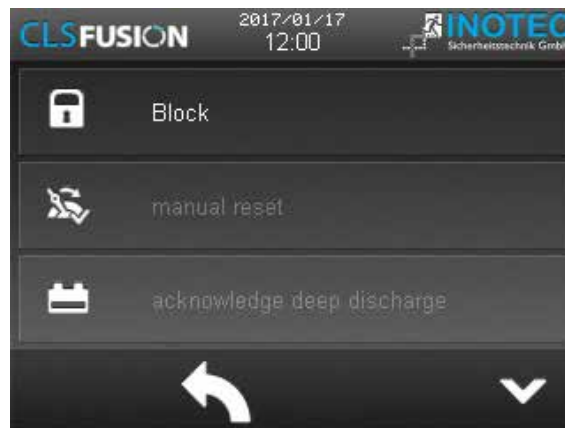 CLSFUSION
2017/01/17
12:00
INOTEC
Sicherheitstechnik GmbH
Block
manual reset
acknowledge deep discharge